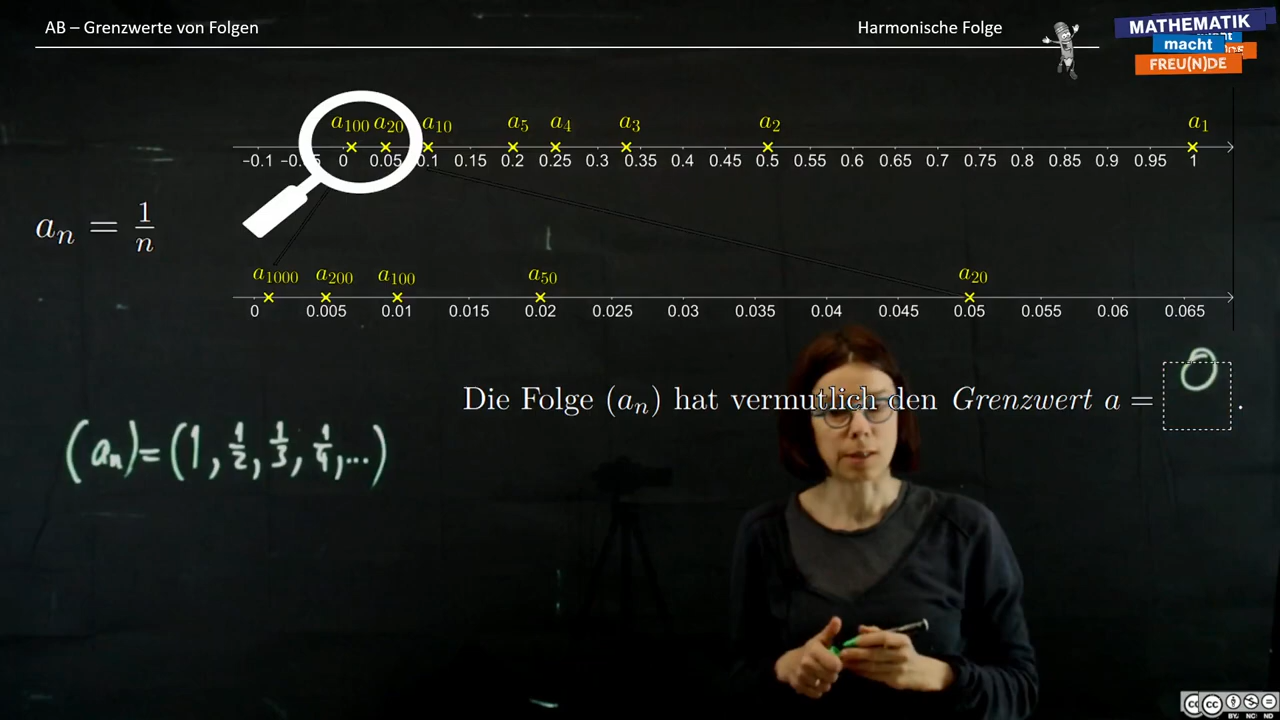 AB – Grenzwerte von Folgen
Harmonische Folge
MATHEMATIK
macht
FREU(N)DE
a₁₀₀ a₂₀ a₁₀ a₅ a₄ a₃ a₂ a₁
-0.1 0 0.05 0.1 0.15 0.2 0.25 0.3 0.35 0.4 0.45 0.5 0.55 0.6 0.65 0.7 0.75 0.8 0.85 0.9 0.95 1
aₙ = 1/n
a₁₀₀₀ a₂₀₀ a₁₀₀ a₅₀ a₂₀
0 0.005 0.01 0.015 0.02 0.025 0.03 0.035 0.04 0.045 0.05 0.055 0.06 0.065
Die Folge (aₙ) hat vermutlich den Grenzwert a = 0.
(aₙ) = (1, 1/2, 1/3, 1/4, ...)
cc
BY NC ND